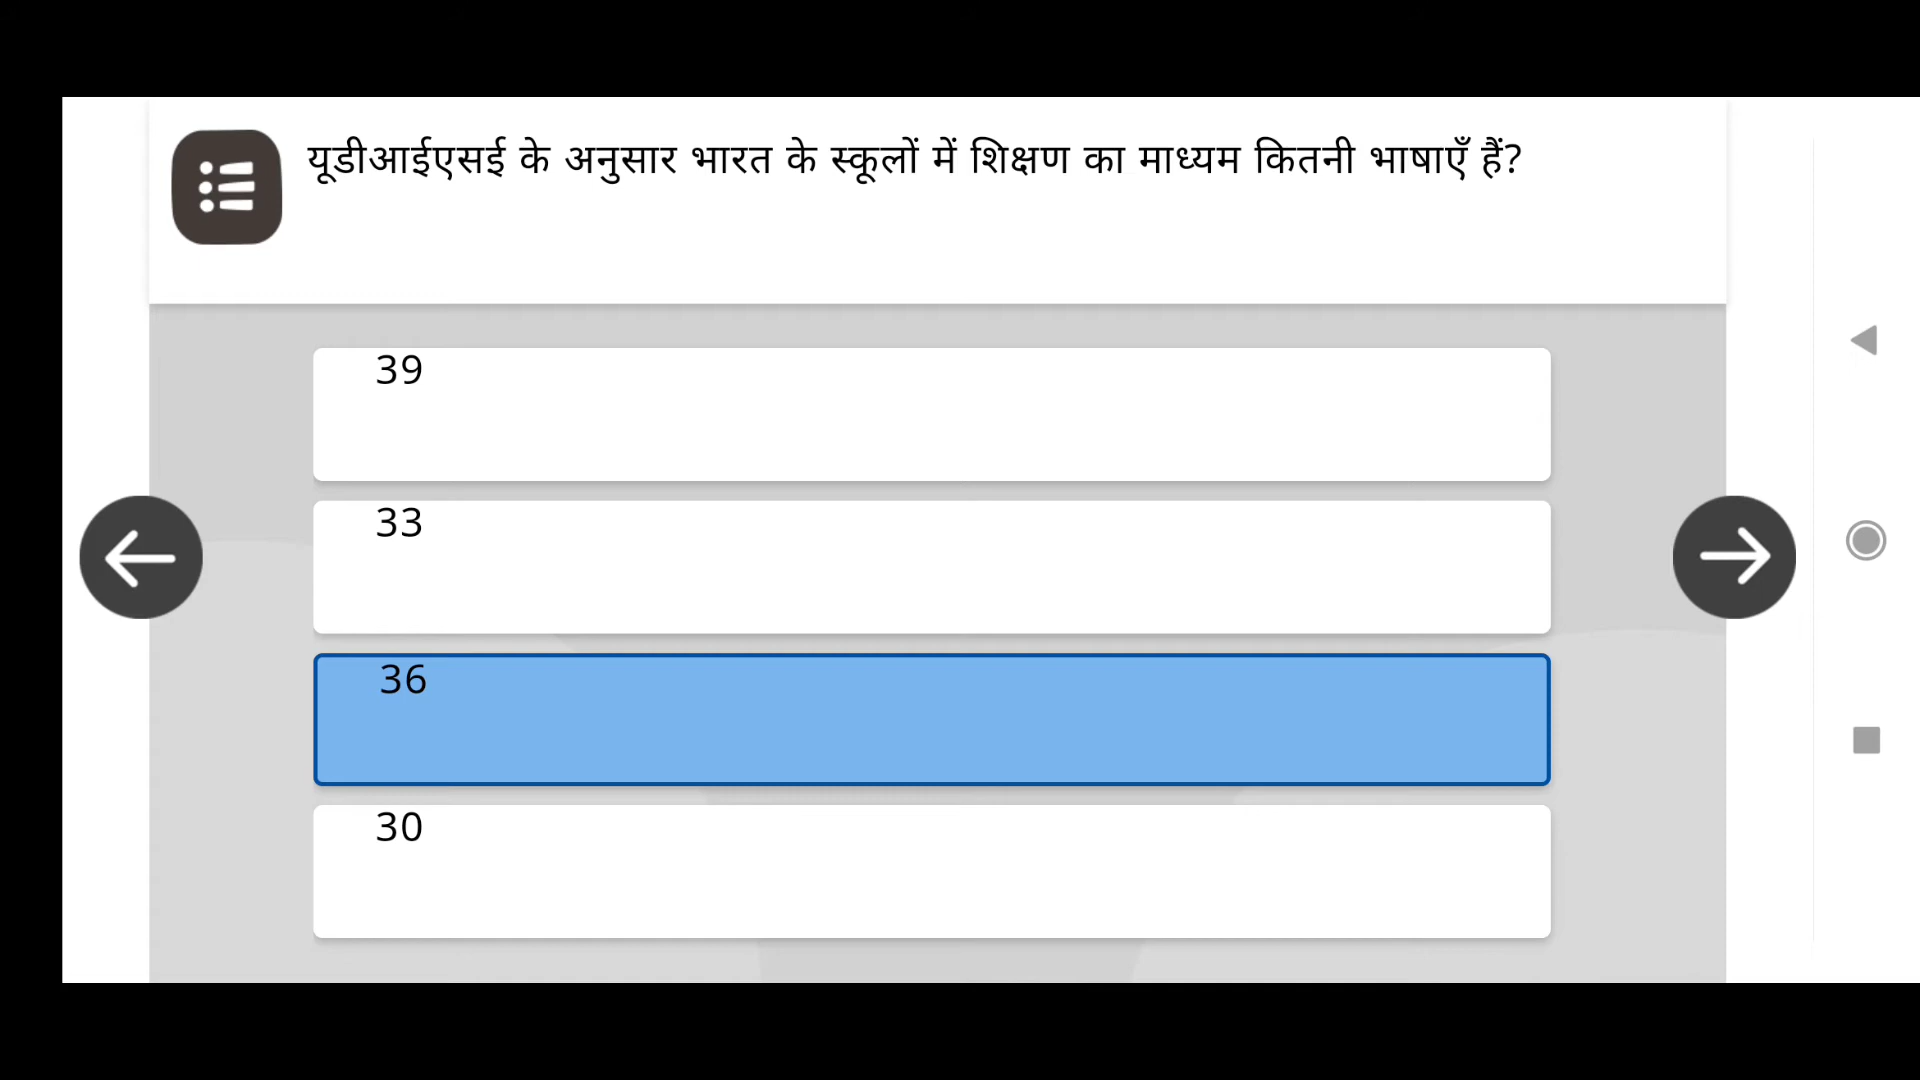 यूडीआईएसई के अनुसार भारत के स्कूलों में शिक्षण का माध्यम कितनी भाषाएँ हैं?
39
33
36
30